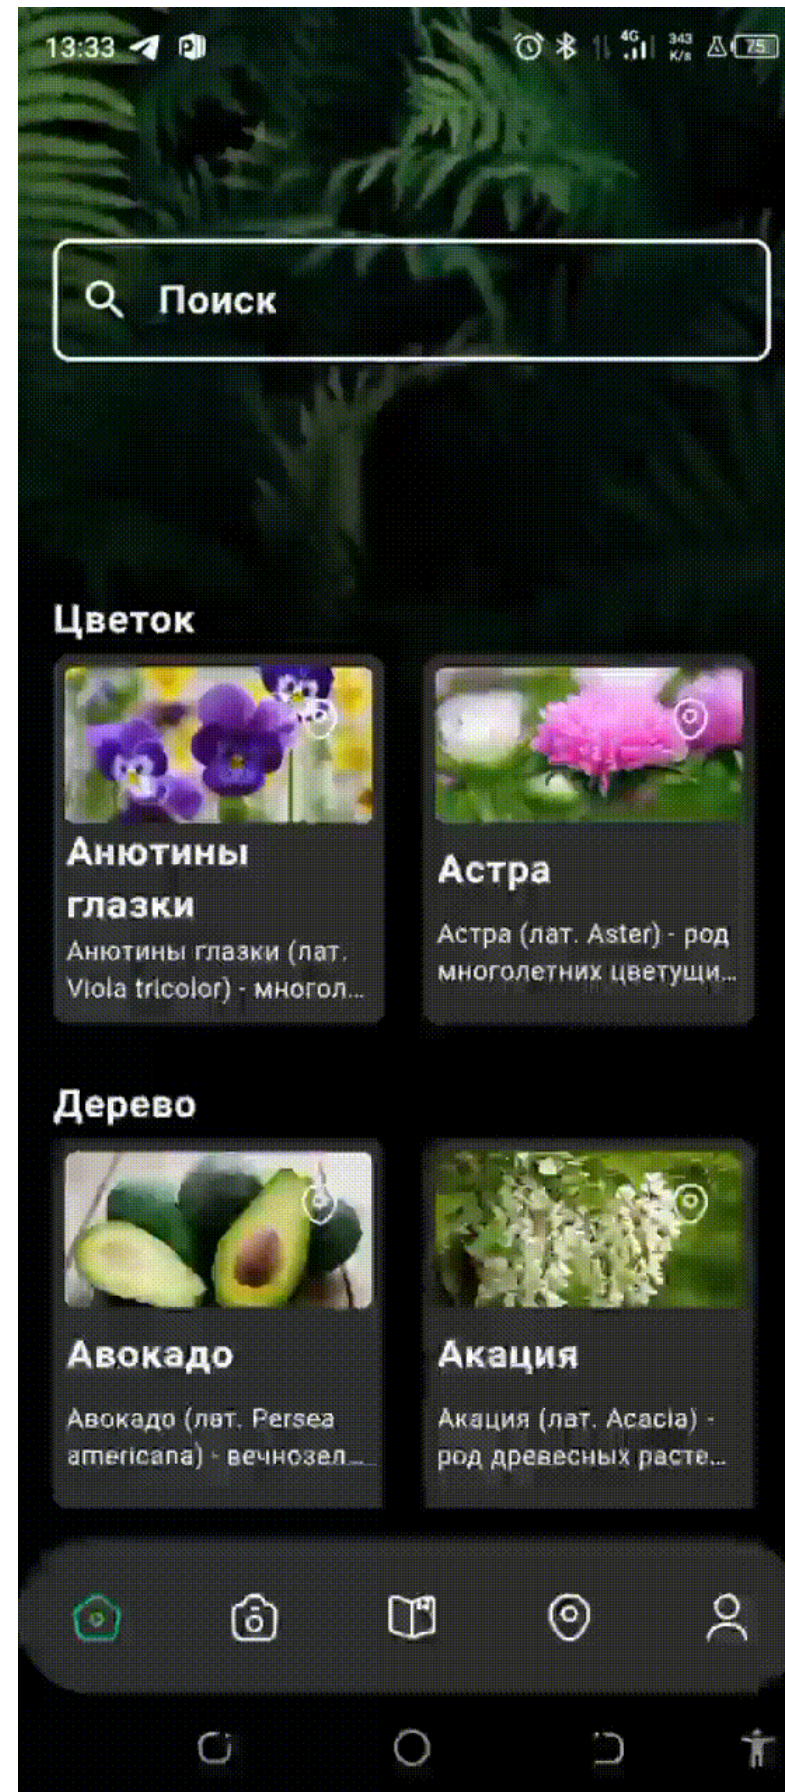 13:33
4G 343 K/s 75
Поиск
Цветок
Анютины
глазки
Анютины глазки (лат.
Viola tricolor) - многол...
Астра
Астра (лат. Aster) - род
многолетних цветущи...
Дерево
Авокадо
Авокадо (лат. Persea
americana) - вечнозел...
Акация
Акация (лат. Acacia) -
род древесных расте...